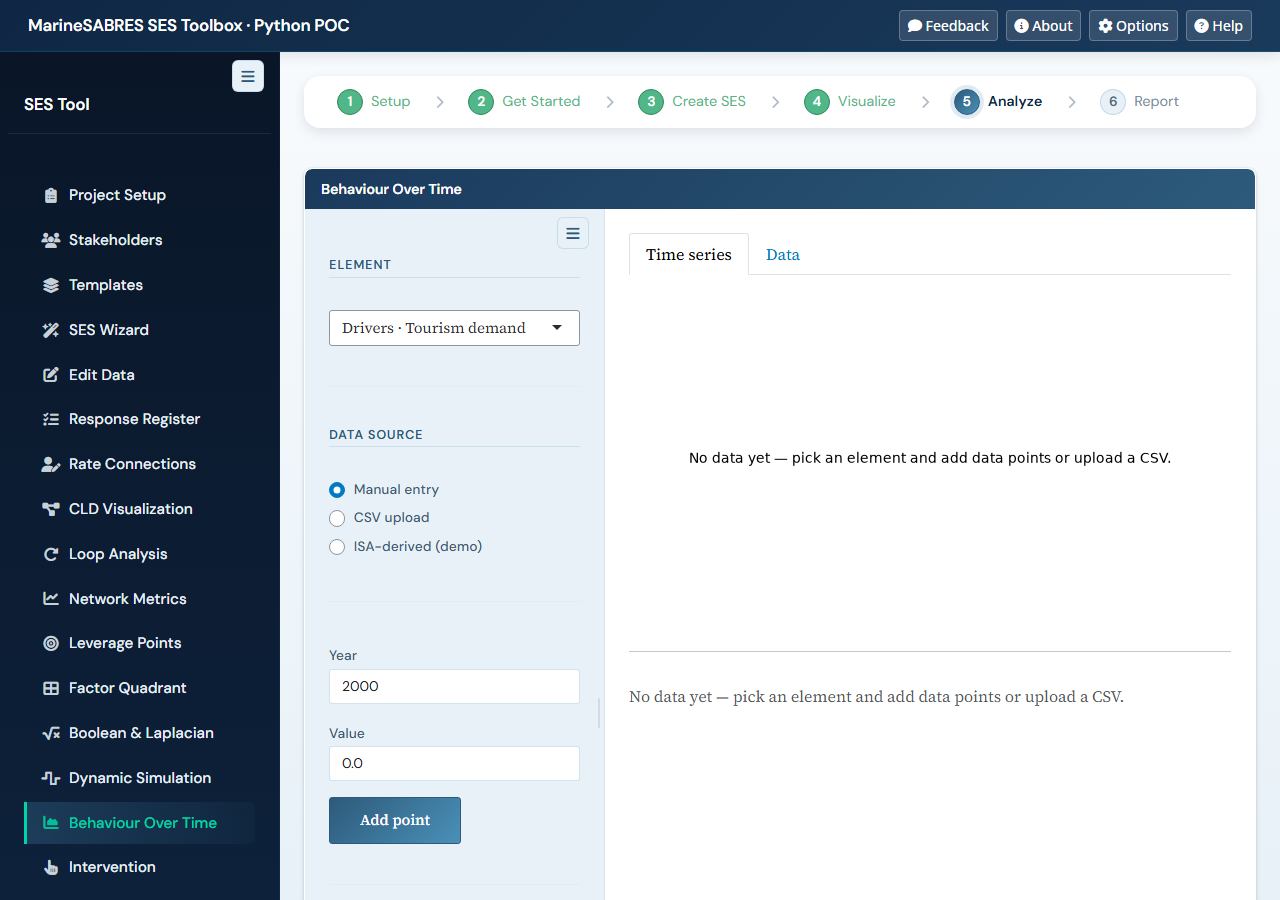 MarineSABRES SES Toolbox · Python POC
Feedback
About
Options
Help
SES Tool
Project Setup
Stakeholders
Templates
SES Wizard
Edit Data
Response Register
Rate Connections
CLD Visualization
Loop Analysis
Network Metrics
Leverage Points
Factor Quadrant
Boolean & Laplacian
Dynamic Simulation
Behaviour Over Time
Intervention
1 Setup
2 Get Started
3 Create SES
4 Visualize
5 Analyze
6 Report
Behaviour Over Time
ELEMENT
Drivers · Tourism demand
DATA SOURCE
Manual entry
CSV upload
ISA-derived (demo)
Year
2000
Value
0.0
Add point
Time series
Data
No data yet — pick an element and add data points or upload a CSV.
No data yet — pick an element and add data points or upload a CSV.